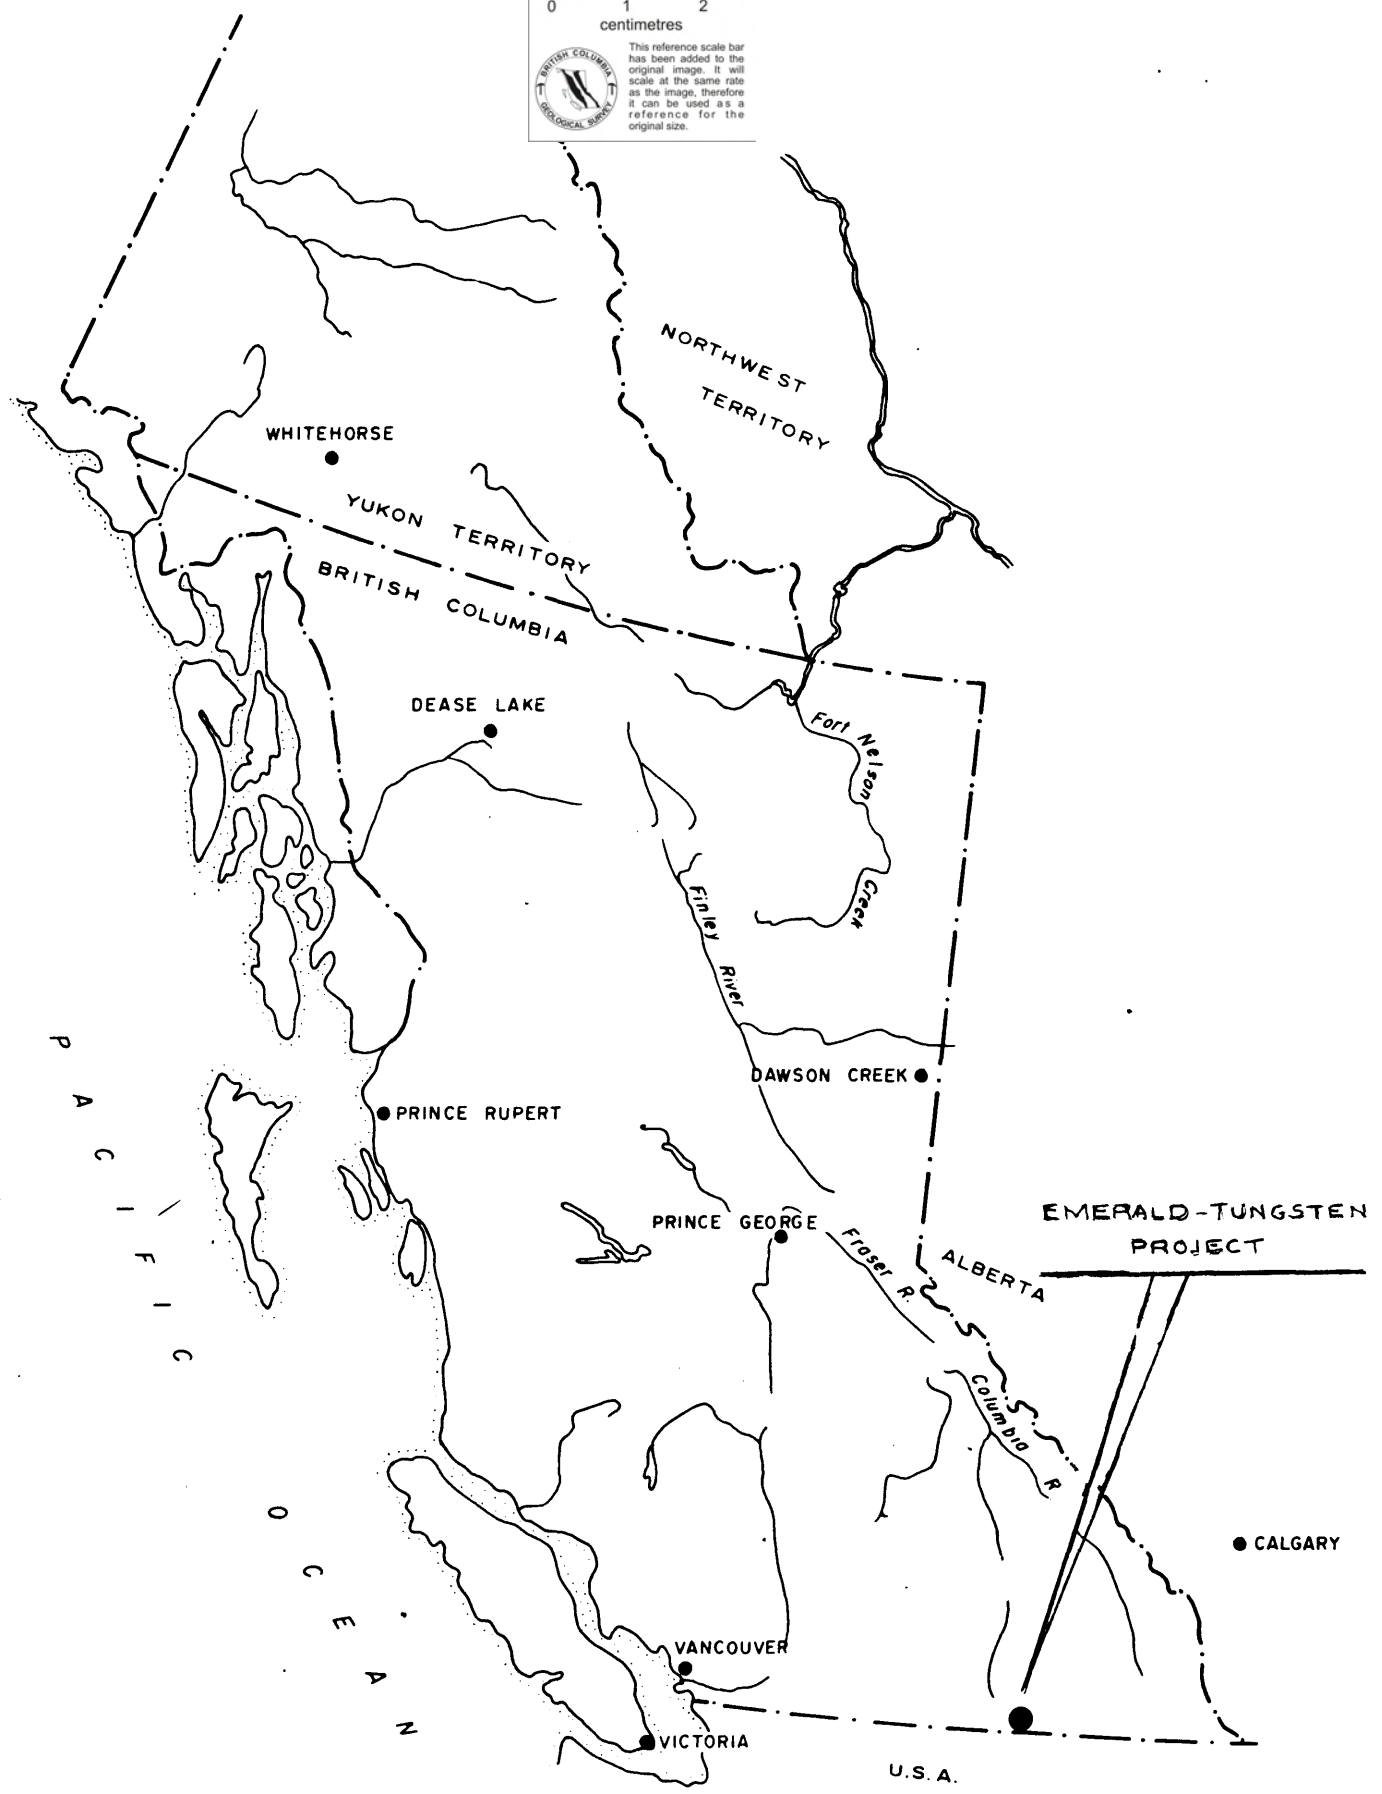 0 1 2
centimetres
BRITISH COLUMBIA
GEOLOGICAL SURVEY
This reference scale bar
has been added to the
original image. It will
scale at the same rate
as the image, therefore
it can be used as a
reference for the
original size.
NORTHWEST
TERRITORY
WHITEHORSE
YUKON TERRITORY
BRITISH COLUMBIA
DEASE LAKE
Fort Nelson
Creek
Finley
River
PACIFIC
DAWSON CREEK
PRINCE RUPERT
EMERALD-TUNGSTEN
PROJECT
PRINCE GEORGE
Fraser R.
ALBERTA
Columbia R
OCEAN
CALGARY
VANCOUVER
VICTORIA
U.S.A.